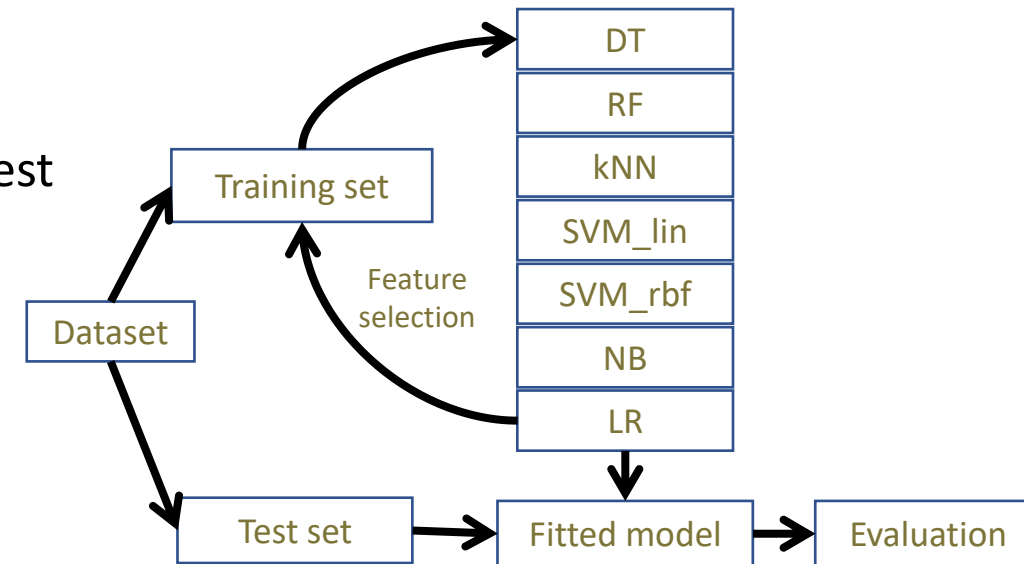 DT
RF
est
kNN
Training set
SVM_lin
Feature
selection
SVM_rbf
Dataset
NB
LR
Test set
Fitted model
Evaluation